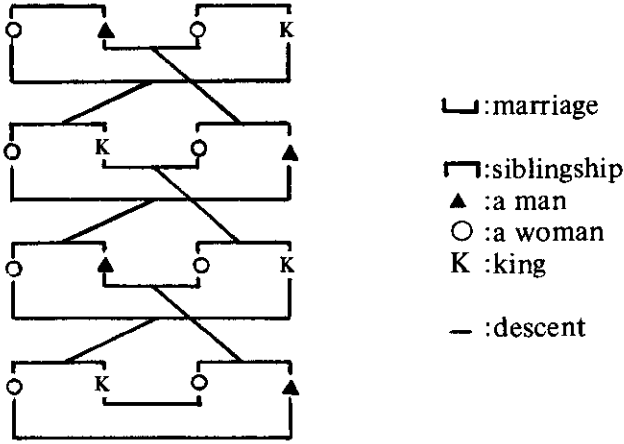 K
:marriage
K
:siblingship
:a man
:a woman
K
K :king
:descent
K